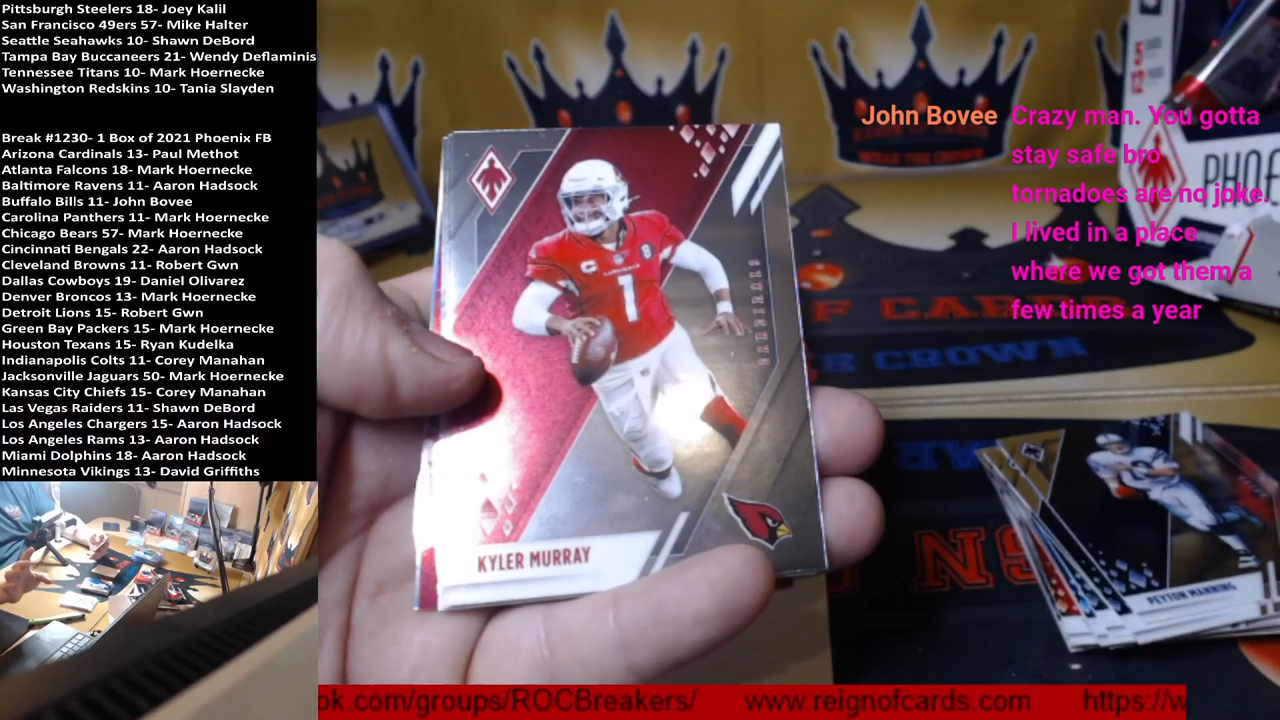 Pittsburgh Steelers 18- Joey Kalil
San Francisco 49ers 57- Mike Halter
Seattle Seahawks 10- Shawn DeBord
Tampa Bay Buccaneers 21- Wendy Deflaminis
Tennessee Titans 10- Mark Hoernecke
Washington Redskins 10- Tania Slayden
Break #1230- 1 Box of 2021 Phoenix FB
Arizona Cardinals 13- Paul Methot
Atlanta Falcons 18- Mark Hoernecke
Baltimore Ravens 11- Aaron Hadsock
Buffalo Bills 11- John Bovee
Carolina Panthers 11- Mark Hoernecke
Chicago Bears 57- Mark Hoernecke
Cincinnati Bengals 22- Aaron Hadsock
Cleveland Browns 11- Robert Gwn
Dallas Cowboys 19- Daniel Olivarez
Denver Broncos 13- Mark Hoernecke
Detroit Lions 15- Robert Gwn
Green Bay Packers 15- Mark Hoernecke
Houston Texans 15- Ryan Kudelka
Indianapolis Colts 11- Corey Manahan
Jacksonville Jaguars 50- Mark Hoernecke
Kansas City Chiefs 15- Corey Manahan
Las Vegas Raiders 11- Shawn DeBord
Los Angeles Chargers 15- Aaron Hadsock
Los Angeles Rams 13- Aaron Hadsock
Miami Dolphins 18- Aaron Hadsock
Minnesota Vikings 13- David Griffiths
John Bovee Crazy man. You gotta
stay safe bro
tornadoes are no joke.
I lived in a place
where we got them a
few times a year
CARDINALS
1
KYLER MURRAY
PEYTON MANNING
PHOE
CROWN
ok.com/groups/ROCBreakers/ www.reignofcards.com https://w